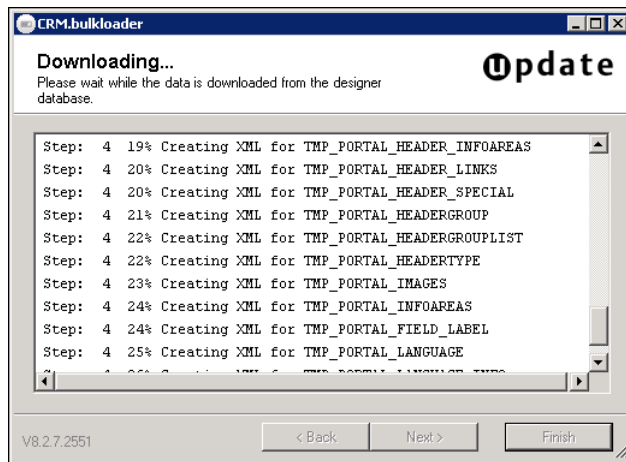 CRM.bulkloader
Downloading...
Please wait while the data is downloaded from the designer
database.
update
Step: 4 19% Creating XML for TMP_PORTAL_HEADER_INFOAREAS
Step: 4 20% Creating XML for TMP_PORTAL_HEADER_LINKS
Step: 4 20% Creating XML for TMP_PORTAL_HEADER_SPECIAL
Step: 4 21% Creating XML for TMP_PORTAL_HEADERGROUP
Step: 4 22% Creating XML for TMP_PORTAL_HEADERGROUPLIST
Step: 4 22% Creating XML for TMP_PORTAL_HEADERTYPE
Step: 4 23% Creating XML for TMP_PORTAL_IMAGES
Step: 4 24% Creating XML for TMP_PORTAL_INFOAREAS
Step: 4 24% Creating XML for TMP_PORTAL_FIELD_LABEL
Step: 4 25% Creating XML for TMP_PORTAL_LANGUAGE
V8.2.7.2551
< Back
Next >
Finish